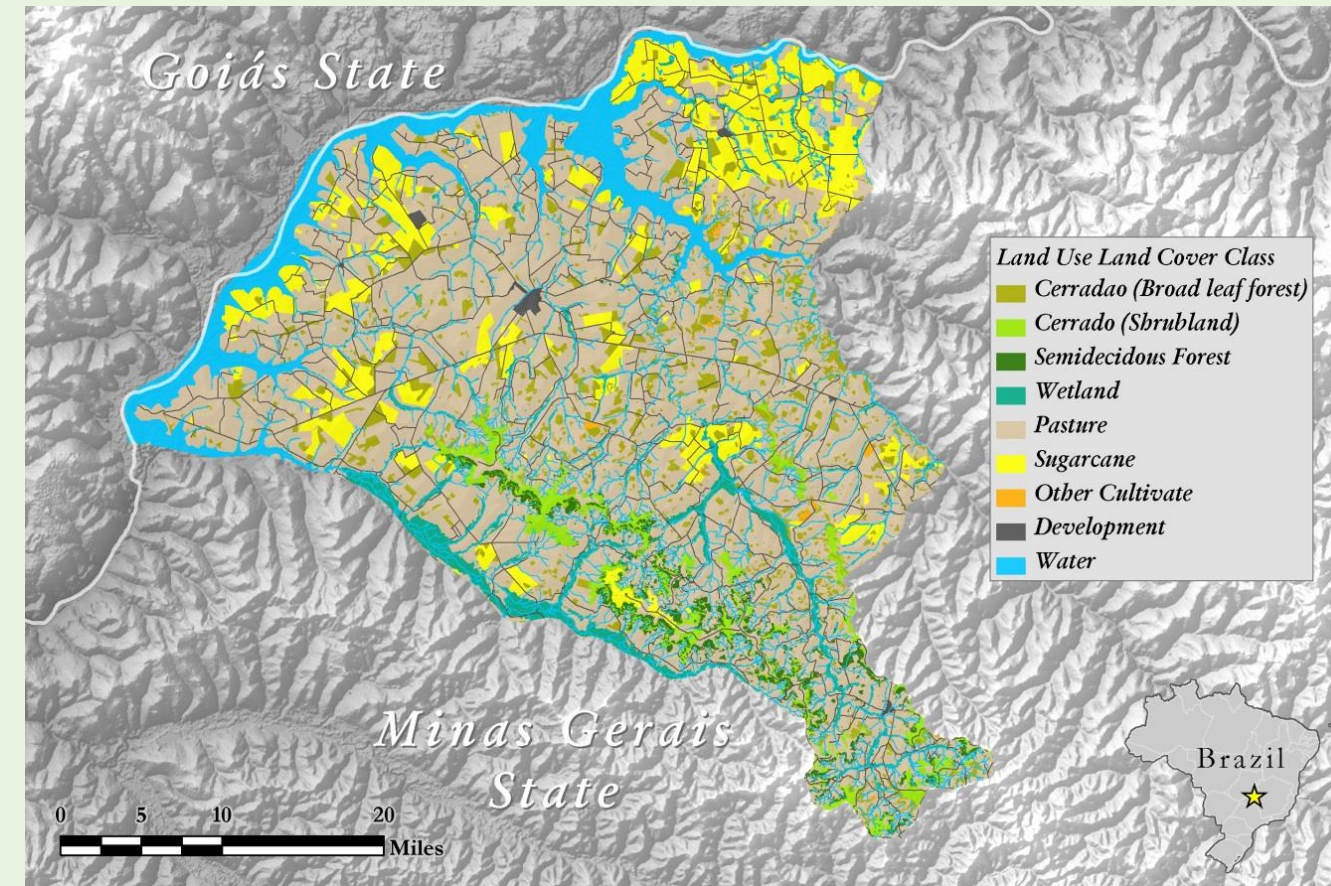 Goiás State
Land Use Land Cover Class
Cerradao (Broad leaf forest)
Cerrado (Shrubland)
Semidecidous Forest
Wetland
Pasture
Sugarcane
Other Cultivate
Development
Water
Minas Gerais
State
Brazil
0 5 10 20
Miles